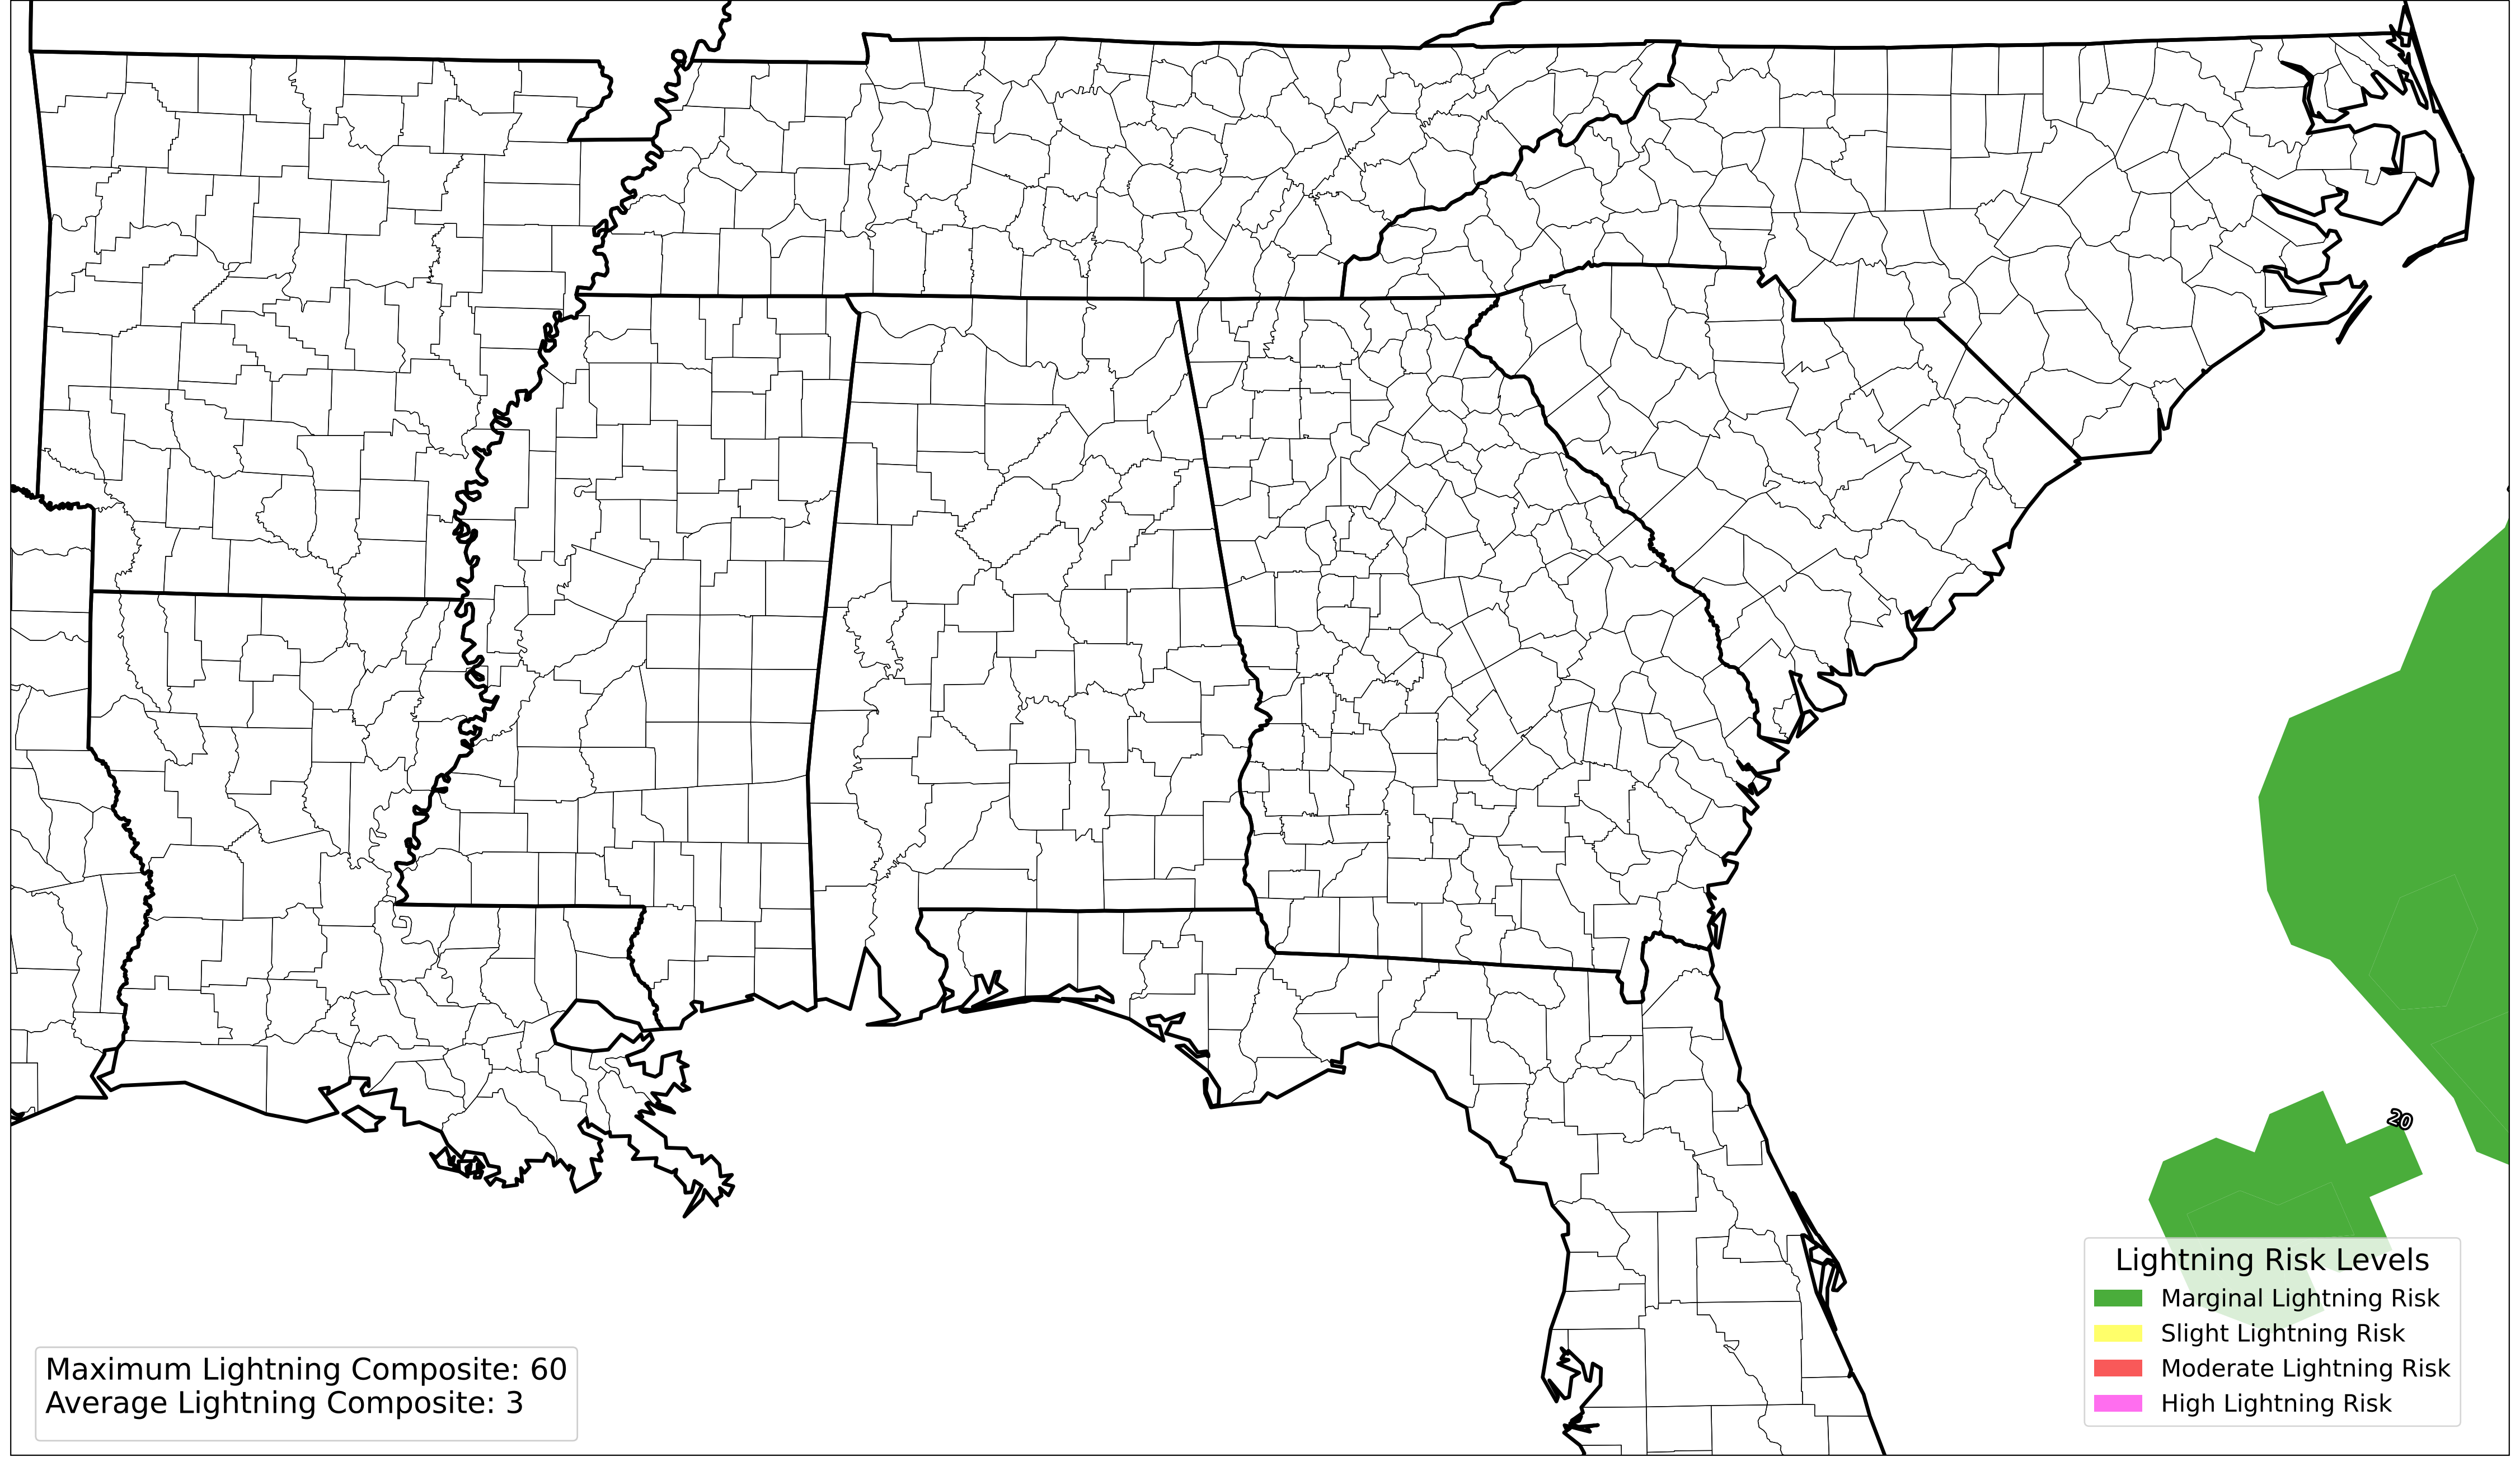 20
Lightning Risk Levels
Marginal Lightning Risk
Slight Lightning Risk
Moderate Lightning Risk
High Lightning Risk
Maximum Lightning Composite: 60
Average Lightning Composite: 3